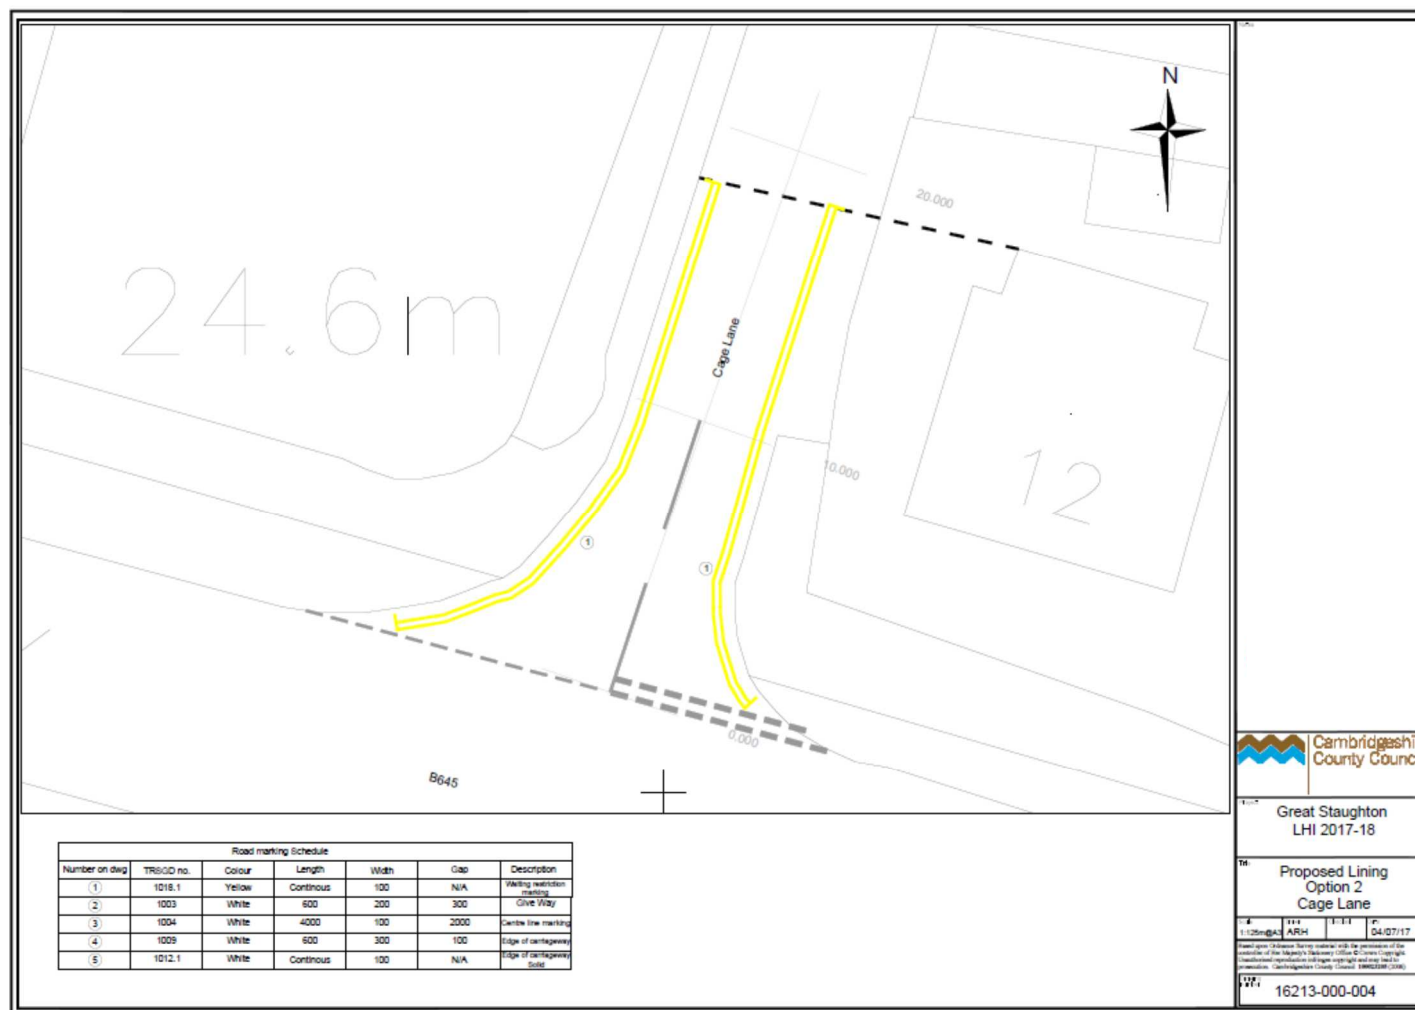 N
20.000
24.6m
Cage Lane
12
10.000
1
1
0.000
B645
Cambridgeshi
County Counc
Great Staughton
LHI 2017-18
Proposed Lining
Option 2
Cage Lane
1:125m@A3 ARH 04/07/17
16213-000-004
Road marking Schedule
Number on dwg TRSGD no. Colour Length Width Gap Description
1 1018.1 Yellow Continous 100 N/A Waiting restriction marking
2 1003 White 600 200 300 Give Way
3 1004 White 4000 100 2000 Centre line marking
4 1009 White 600 300 100 Edge of carriageway
5 1012.1 White Continous 100 N/A Edge of carriageway Solid